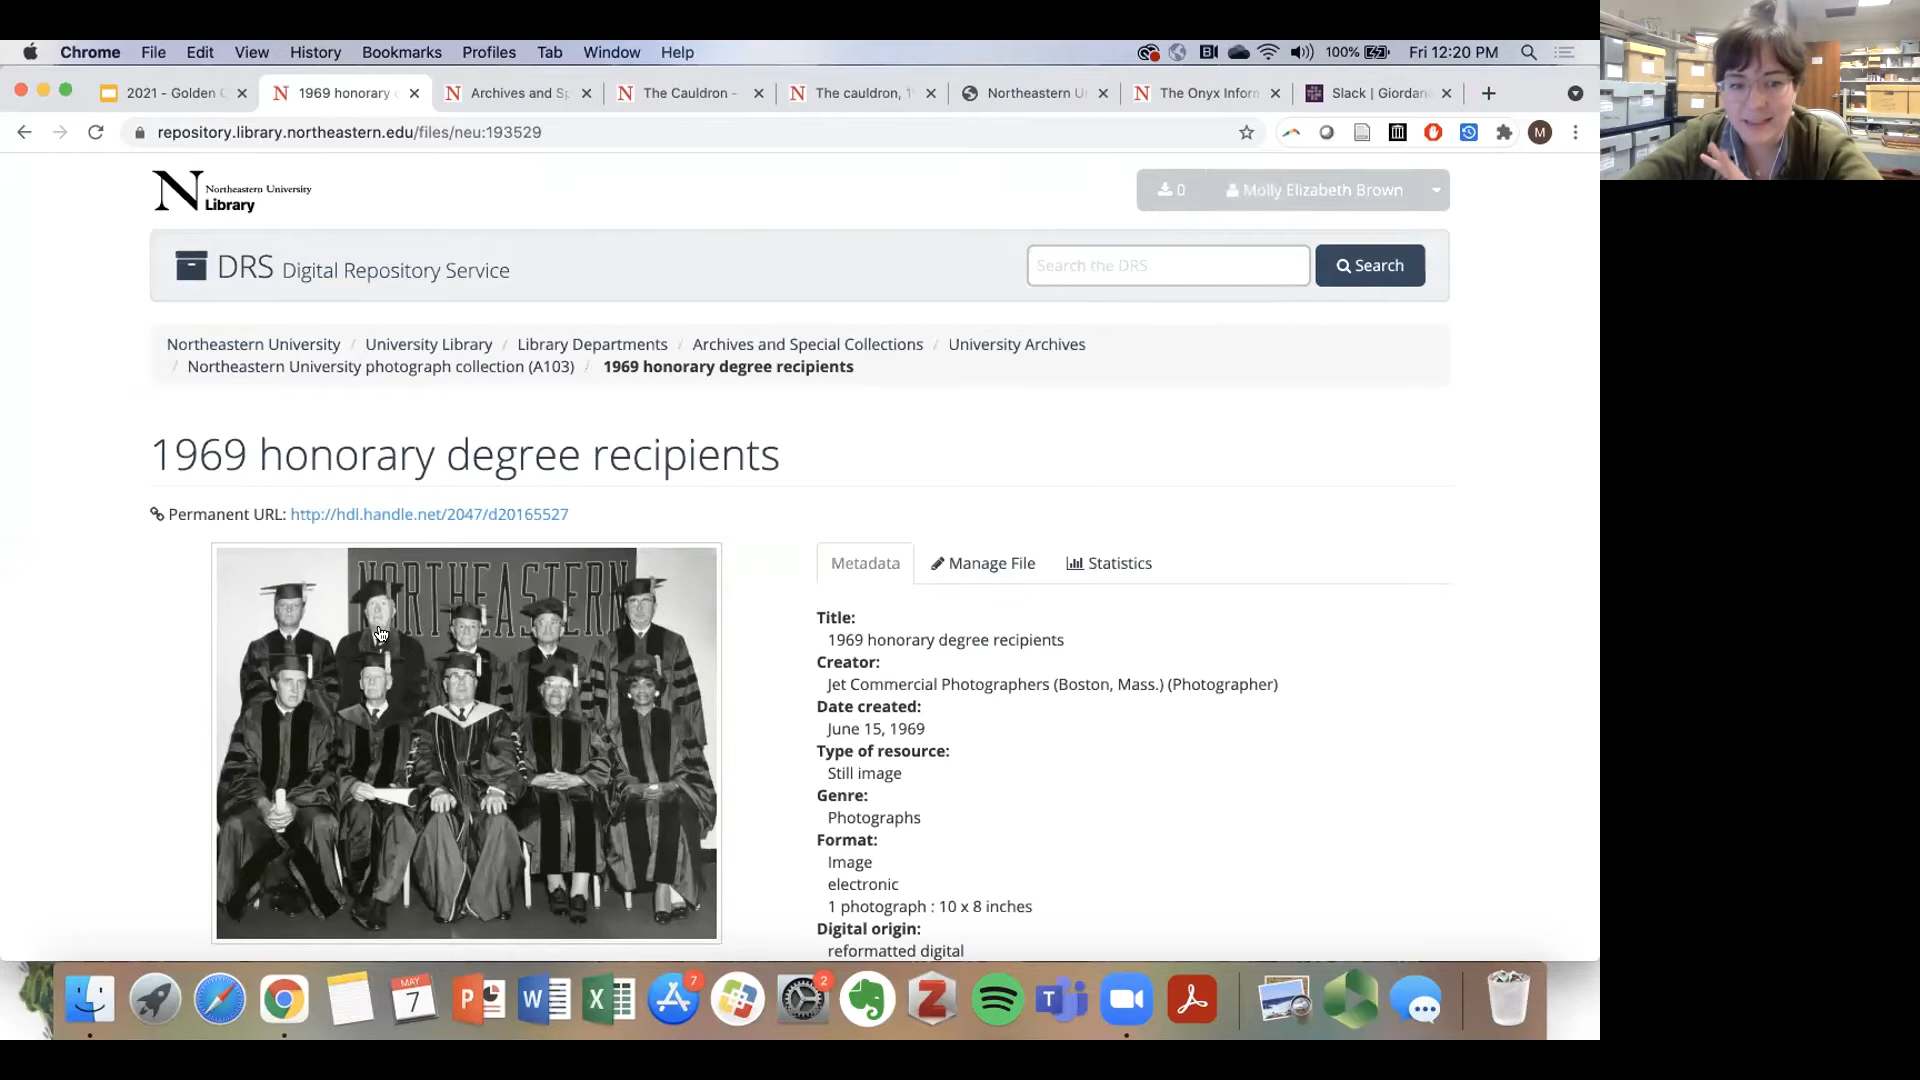 Chrome File Edit View History Bookmarks Profiles Tab Window Help 100% Fri 12:20 PM
2021 - Golden 1969 honorary Archives and Sp The Cauldron - The cauldron, 1 Northeastern U The Onyx Inform Slack | Giordan
repository.library.northeastern.edu/files/neu:193529 M
N Northeastern University
Library
0 Molly Elizabeth Brown
DRS Digital Repository Service Search the DRS Search
Northeastern University / University Library / Library Departments / Archives and Special Collections / University Archives
/ Northeastern University photograph collection (A103) / 1969 honorary degree recipients
1969 honorary degree recipients
Permanent URL: http://hdl.handle.net/2047/d20165527
NORTHEASTERN
Metadata Manage File Statistics
Title:
1969 honorary degree recipients
Creator:
Jet Commercial Photographers (Boston, Mass.) (Photographer)
Date created:
June 15, 1969
Type of resource:
Still image
Genre:
Photographs
Format:
Image
electronic
1 photograph : 10 x 8 inches
Digital origin:
reformatted digital
MAY
7 P W X 7 2 Z T